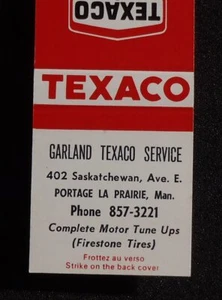 TEXACO
TEXACO
GARLAND TEXACO SERVICE
402 Saskatchewan, Ave. E.
PORTAGE LA PRAIRIE, Man.
Phone 857-3221
Complete Motor Tune Ups
(Firestone Tires)
Frottez au verso
Strike on the back cover